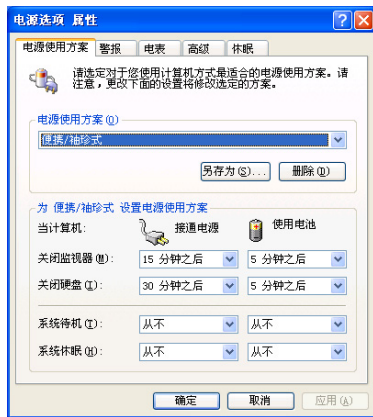 电源选项 属性
电源使用方案 警报 电表 高级 休眠
请选定对于您使用计算机方式最适合的电源使用方案。请
注意，更改下面的设置将修改选定的方案。
电源使用方案(O)
便携/袖珍式
另存为(S)... 删除(D)
为 便携/袖珍式 设置电源使用方案
当计算机: 接通电源 使用电池
关闭监视器(M): 15 分钟之后 5 分钟之后
关闭硬盘(I): 30 分钟之后 5 分钟之后
系统待机(T): 从不 从不
系统休眠(H): 从不 从不
确定 取消 应用(A)